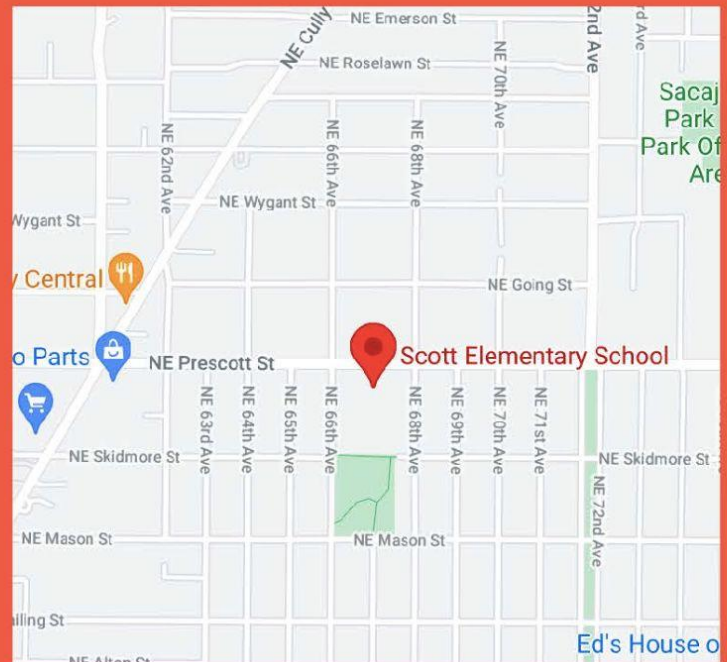 NE Emerson St
NE Cully
2nd Ave
rd Ave
NE Roselawn St
NE 70th Ave
Sacaj
Park
Park Of
Are
NE 62nd Ave
NE 66th Ave
NE 68th Ave
Wygant St
NE Wygant St
y Central
NE Going St
o Parts
NE Prescott St
Scott Elementary School
NE 63rd Ave
NE 64th Ave
NE 65th Ave
NE 66th Ave
NE 68th Ave
NE 69th Ave
NE 70th Ave
NE 71st Ave
NE Skidmore St
NE Skidmore St
NE 72nd Ave
NE Mason St
NE Mason St
iling St
Ed's House o